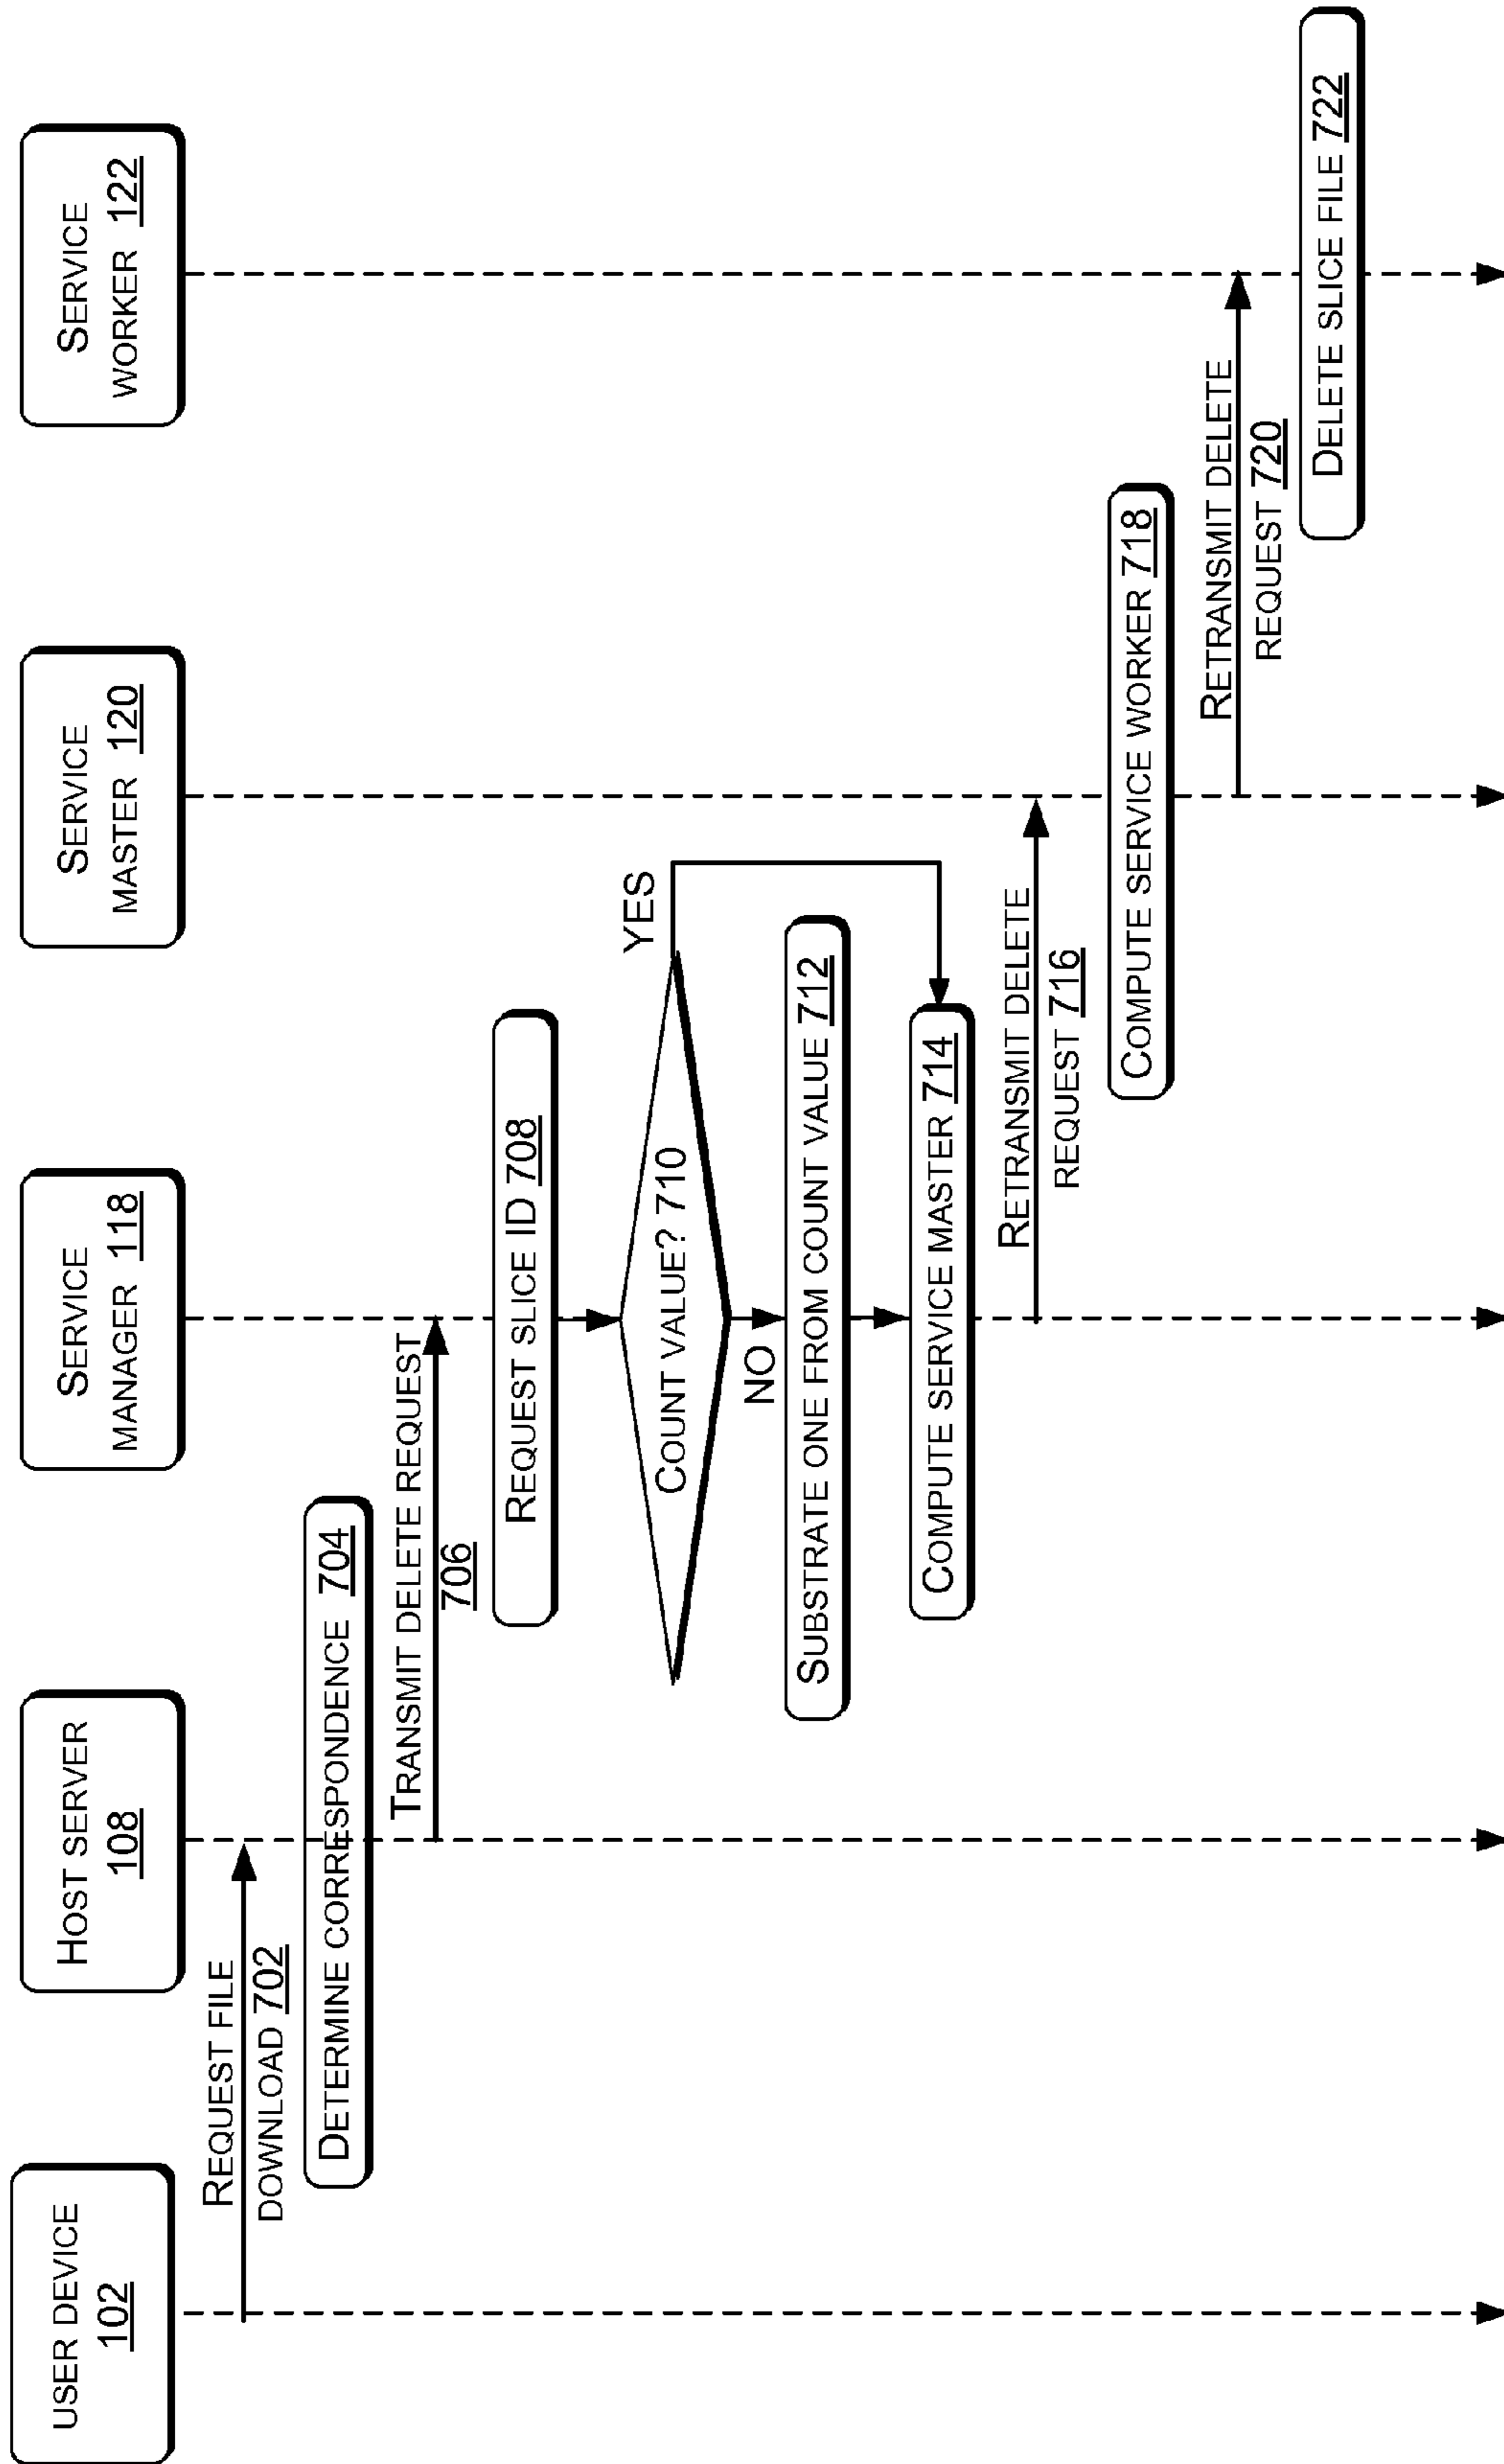 USER DEVICE
102
HOST SERVER
108
SERVICE
MANAGER 118
SERVICE
MASTER 120
SERVICE
WORKER 122
REQUEST FILE
DOWNLOAD 702
DETERMINE CORRESPONDENCE 704
TRANSMIT DELETE REQUEST
706
REQUEST SLICE ID 708
COUNT VALUE? 710
YES
NO
SUBSTRATE ONE FROM COUNT VALUE 712
COMPUTE SERVICE MASTER 714
RETRANSMIT DELETE
REQUEST 716
COMPUTE SERVICE WORKER 718
RETRANSMIT DELETE
REQUEST 720
DELETE SLICE FILE 722